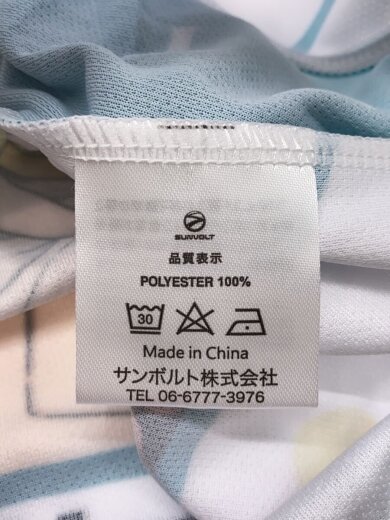 SUNVOLT
品質表示
POLYESTER 100%
30
Made in China
サンボルト株式会社
TEL 06-6777-3976